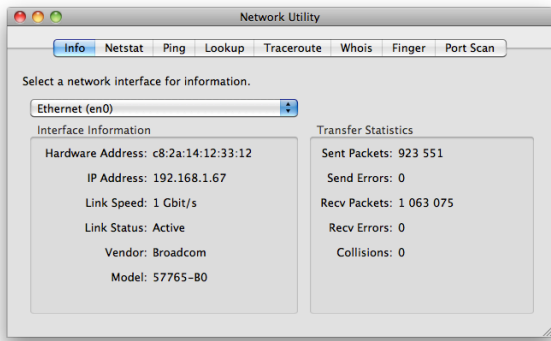 Network Utility
Info Netstat Ping Lookup Traceroute Whois Finger Port Scan
Select a network interface for information.
Ethernet (en0)
Interface Information
Hardware Address: c8:2a:14:12:33:12
IP Address: 192.168.1.67
Link Speed: 1 Gbit/s
Link Status: Active
Vendor: Broadcom
Model: 57765-B0
Transfer Statistics
Sent Packets: 923 551
Send Errors: 0
Recv Packets: 1 063 075
Recv Errors: 0
Collisions: 0